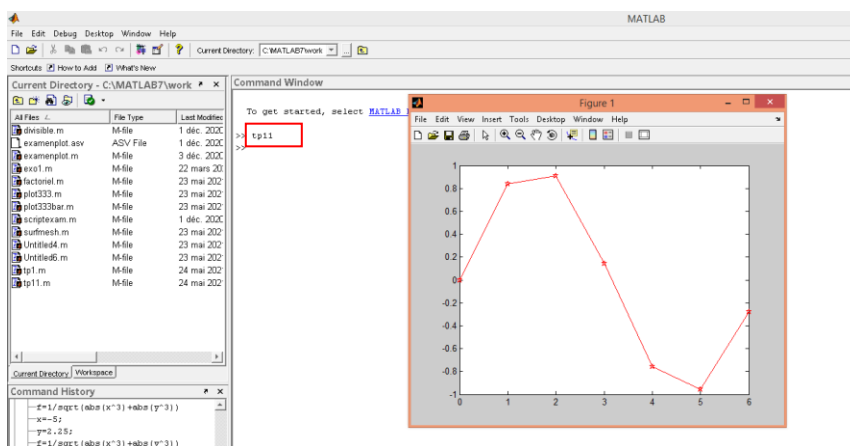 MATLAB
File Edit Debug Desktop Window Help
Current Directory: C:\MATLAB7\work
Shortcuts How to Add What's New
Current Directory - C:\MATLAB7\work
All Files File Type Last Modified
divisible.m M-file 1 déc. 2020
examenplot.asv ASV File 1 déc. 2020
examenplot.m M-file 3 déc. 2020
exo1.m M-file 22 mars 20
factoriel.m M-file 23 mai 202
plot333.m M-file 23 mai 202
plot333bar.m M-file 23 mai 202
scriptexam.m M-file 1 déc. 2020
surfmesh.m M-file 23 mai 202
Untitled4.m M-file 23 mai 202
Untitled6.m M-file 23 mai 202
tp1.m M-file 24 mai 202
tp11.m M-file 24 mai 202
Current Directory Workspace
Command History
f=1/sqrt(abs(x^3)+abs(y^3))
x=-5;
y=2.25;
f=1/sqrt(abs(x^3)+abs(y^3))
Command Window
To get started, select MATLAB
>> tp11
>>
Figure 1
File Edit View Insert Tools Desktop Window Help
1
0.8
0.6
0.4
0.2
0
-0.2
-0.4
-0.6
-0.8
-1
0 1 2 3 4 5 6